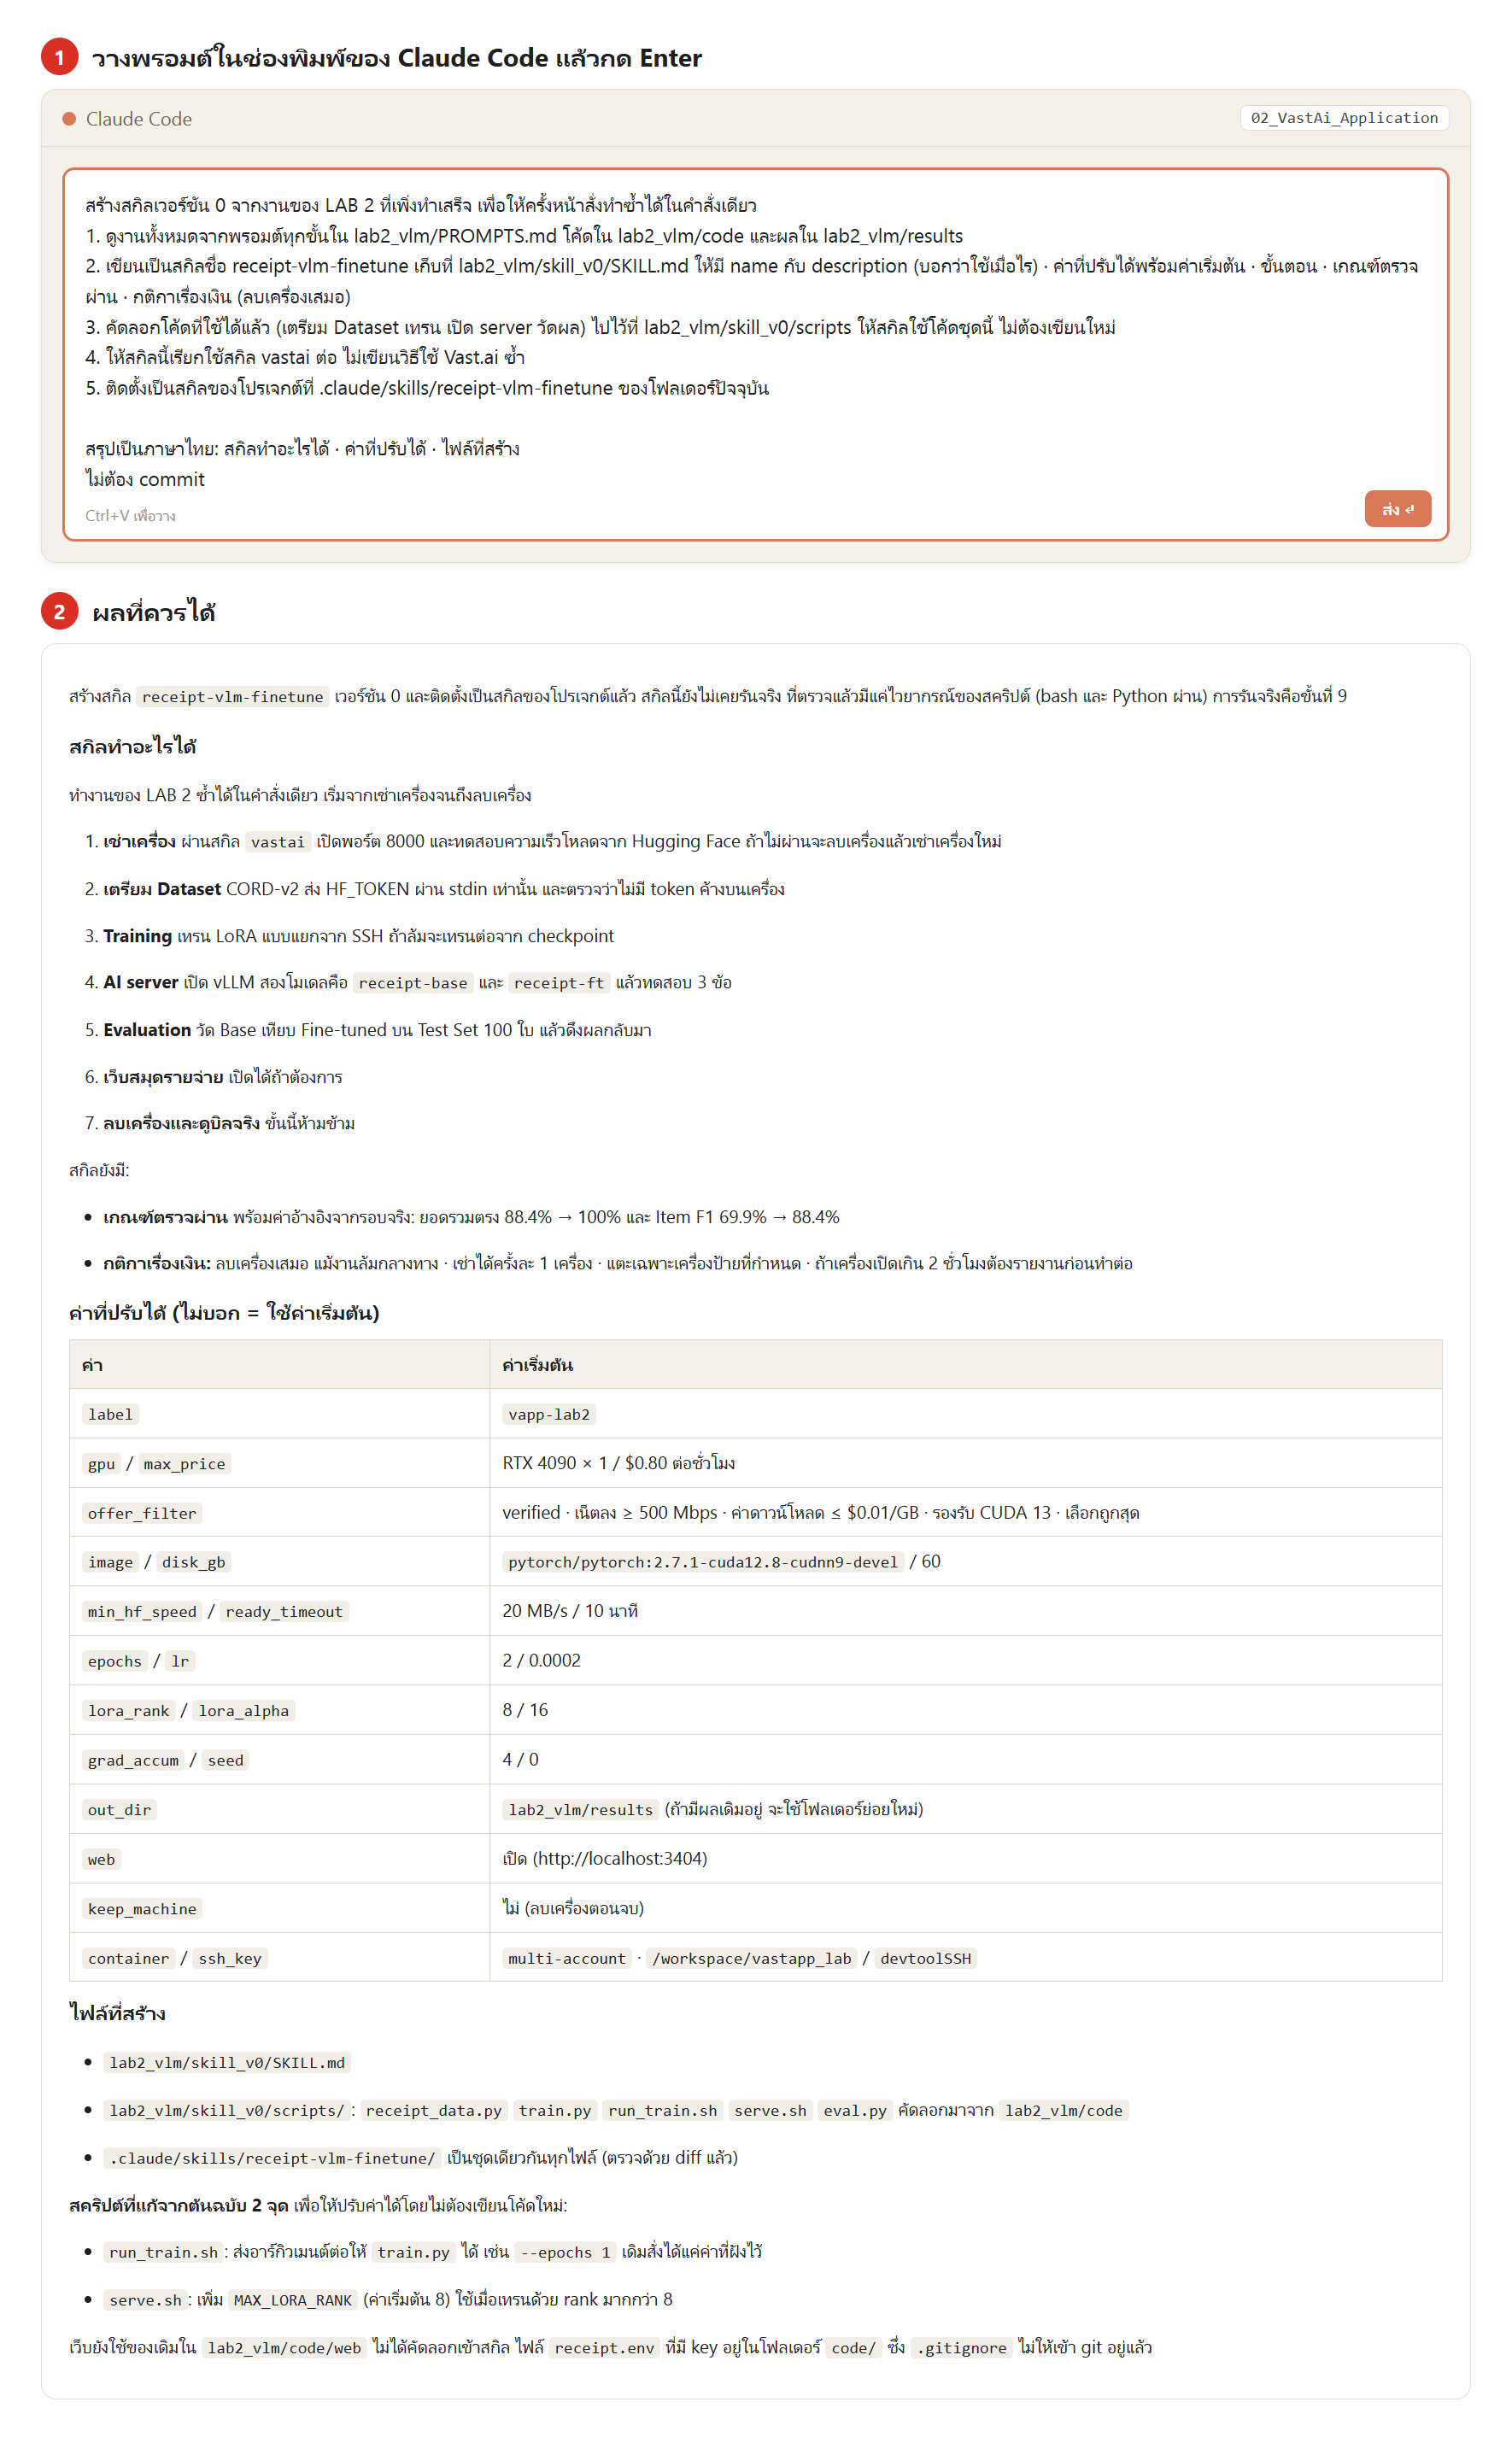 1 วางพรอมต์ในช่องพิมพ์ของ Claude Code แล้วกด Enter
Claude Code
02_VastAi_Application
สร้างสกิลเวอร์ชัน 0 จากงานของ LAB 2 ที่เพิ่งทำเสร็จ เพื่อให้ครั้งหน้าสั่งทำซ้ำได้ในคำสั่งเดียว
1. ดูงานทั้งหมดจากพรอมต์ทุกขั้นใน lab2_vlm/PROMPTS.md โค้ดใน lab2_vlm/code และผลใน lab2_vlm/results
2. เขียนเป็นสกิลชื่อ receipt-vlm-finetune เก็บที่ lab2_vlm/skill_v0/SKILL.md ให้มี name กับ description (บอกว่าใช้เมื่อไร) · ค่าที่ปรับได้พร้อมค่าเริ่มต้น · ขั้นตอน · เกณฑ์ตรวจ
ผ่าน · กติกาเรื่องเงิน (ลบเครื่องเสมอ)
3. คัดลอกโค้ดที่ใช้ได้แล้ว (เตรียม Dataset เทรน เปิด server วัดผล) ไปไว้ที่ lab2_vlm/skill_v0/scripts ให้สกิลใช้โค้ดชุดนี้ ไม่ต้องเขียนใหม่
4. ให้สกิลนี้เรียกใช้สกิล vastai ต่อ ไม่เขียนวิธีใช้ Vast.ai ซ้ำ
5. ติดตั้งเป็นสกิลของโปรเจกต์ที่ .claude/skills/receipt-vlm-finetune ของโฟลเดอร์ปัจจุบัน
สรุปเป็นภาษาไทย: สกิลทำอะไรได้ · ค่าที่ปรับได้ · ไฟล์ที่สร้าง
ไม่ต้อง commit
Ctrl+V เพื่อวาง
ส่ง ↵
2 ผลที่ควรได้
สร้างสกิล receipt-vlm-finetune เวอร์ชัน 0 และติดตั้งเป็นสกิลของโปรเจกต์แล้ว สกิลนี้ยังไม่เคยรันจริง ที่ตรวจแล้วมีแค่ไวยากรณ์ของสคริปต์ (bash และ Python ผ่าน) การรันจริงคือขั้นที่ 9
สกิลทำอะไรได้
ทำงานของ LAB 2 ซ้ำได้ในคำสั่งเดียว เริ่มจากเช่าเครื่องจนถึงลบเครื่อง
1. เช่าเครื่อง ผ่านสกิล vastai เปิดพอร์ต 8000 และทดสอบความเร็วโหลดจาก Hugging Face ถ้าไม่ผ่านจะลบเครื่องแล้วเช่าเครื่องใหม่
2. เตรียม Dataset CORD-v2 ส่ง HF_TOKEN ผ่าน stdin เท่านั้น และตรวจว่าไม่มี token ค้างบนเครื่อง
3. Training เทรน LoRA แบบแยกจาก SSH ถ้าล้มจะเทรนต่อจาก checkpoint
4. AI server เปิด vLLM สองโมเดลคือ receipt-base และ receipt-ft แล้วทดสอบ 3 ข้อ
5. Evaluation วัด Base เทียบ Fine-tuned บน Test Set 100 ใบ แล้วดึงผลกลับมา
6. เว็บสมุดรายจ่าย เปิดได้ถ้าต้องการ
7. ลบเครื่องและดูบิลจริง ขั้นนี้ห้ามข้าม
สกิลยังมี:
• เกณฑ์ตรวจผ่าน พร้อมค่าอ้างอิงจากรอบจริง: ยอดรวมตรง 88.4% → 100% และ Item F1 69.9% → 88.4%
• กติกาเรื่องเงิน: ลบเครื่องเสมอ แม้งานล้มกลางทาง · เช่าได้ครั้งละ 1 เครื่อง · แตะเฉพาะเครื่องป้ายที่กำหนด · ถ้าเครื่องเปิดเกิน 2 ชั่วโมงต้องรายงานก่อนทำต่อ
ค่าที่ปรับได้ (ไม่บอก = ใช้ค่าเริ่มต้น)
ค่า ค่าเริ่มต้น
label vapp-lab2
gpu / max_price RTX 4090 × 1 / $0.80 ต่อชั่วโมง
offer_filter verified · เน็ตลง ≥ 500 Mbps · ค่าดาวน์โหลด ≤ $0.01/GB · รองรับ CUDA 13 · เลือกถูกสุด
image / disk_gb pytorch/pytorch:2.7.1-cuda12.8-cudnn9-devel / 60
min_hf_speed / ready_timeout 20 MB/s / 10 นาที
epochs / lr 2 / 0.0002
lora_rank / lora_alpha 8 / 16
grad_accum / seed 4 / 0
out_dir lab2_vlm/results (ถ้ามีผลเดิมอยู่ จะใช้โฟลเดอร์ย่อยใหม่)
web เปิด (http://localhost:3404)
keep_machine ไม่ (ลบเครื่องตอนจบ)
container / ssh_key multi-account · /workspace/vastapp_lab / devtoolSSH
ไฟล์ที่สร้าง
• lab2_vlm/skill_v0/SKILL.md
• lab2_vlm/skill_v0/scripts/ : receipt_data.py train.py run_train.sh serve.sh eval.py คัดลอกมาจาก lab2_vlm/code
• .claude/skills/receipt-vlm-finetune/ เป็นชุดเดียวกันทุกไฟล์ (ตรวจด้วย diff แล้ว)
สคริปต์ที่แก้จากต้นฉบับ 2 จุด เพื่อให้ปรับค่าได้โดยไม่ต้องเขียนโค้ดใหม่:
• run_train.sh : ส่งอาร์กิวเมนต์ต่อให้ train.py ได้ เช่น --epochs 1 เดิมสั่งได้แค่ค่าที่ฝังไว้
• serve.sh : เพิ่ม MAX_LORA_RANK (ค่าเริ่มต้น 8) ใช้เมื่อเทรนด้วย rank มากกว่า 8
เว็บยังใช้ของเดิมใน lab2_vlm/code/web ไม่ได้คัดลอกเข้าสกิล ไฟล์ receipt.env ที่มี key อยู่ในโฟลเดอร์ code/ ซึ่ง .gitignore ไม่ให้เข้า git อยู่แล้ว